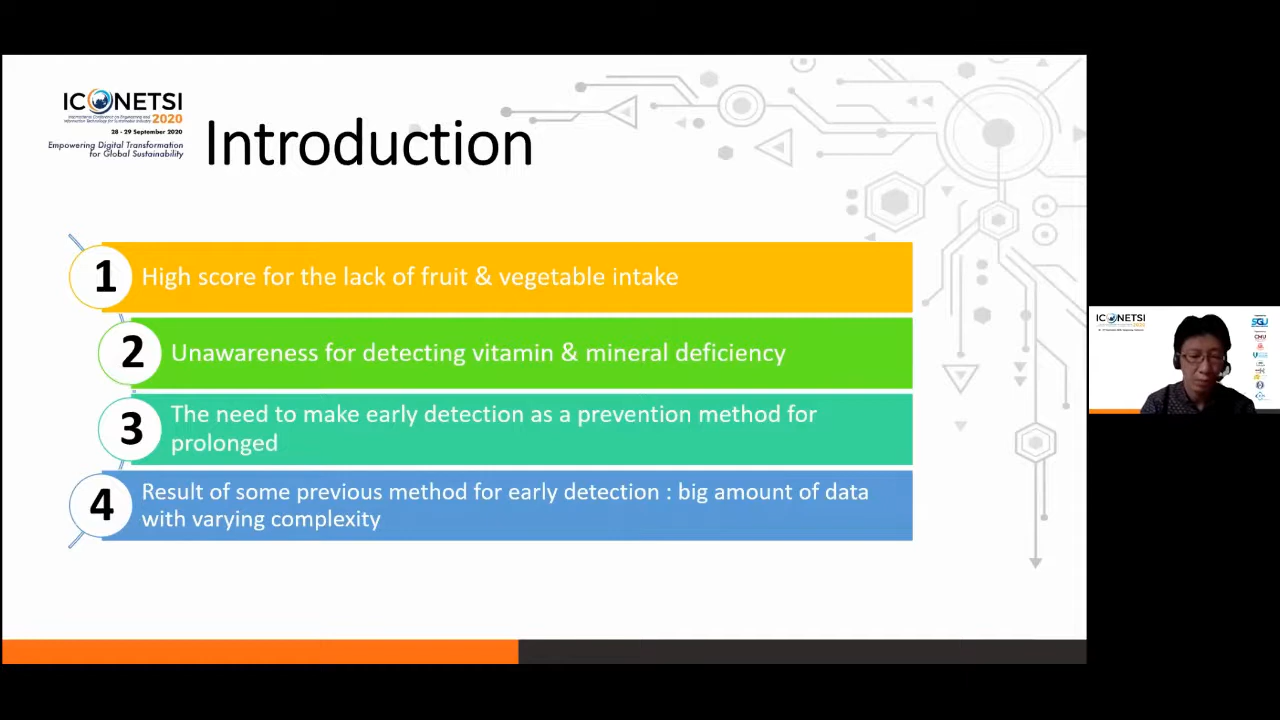 ICONETSI
International Conference on Engineering and
Information Technology for Sustainable Industry 2020
28 - 29 September 2020
Empowering Digital Transformation
for Global Sustainability
Introduction
1 High score for the lack of fruit & vegetable intake
2 Unawareness for detecting vitamin & mineral deficiency
3 The need to make early detection as a prevention method for
prolonged
4 Result of some previous method for early detection : big amount of data
with varying complexity
ICONETSI
SGU
CMU